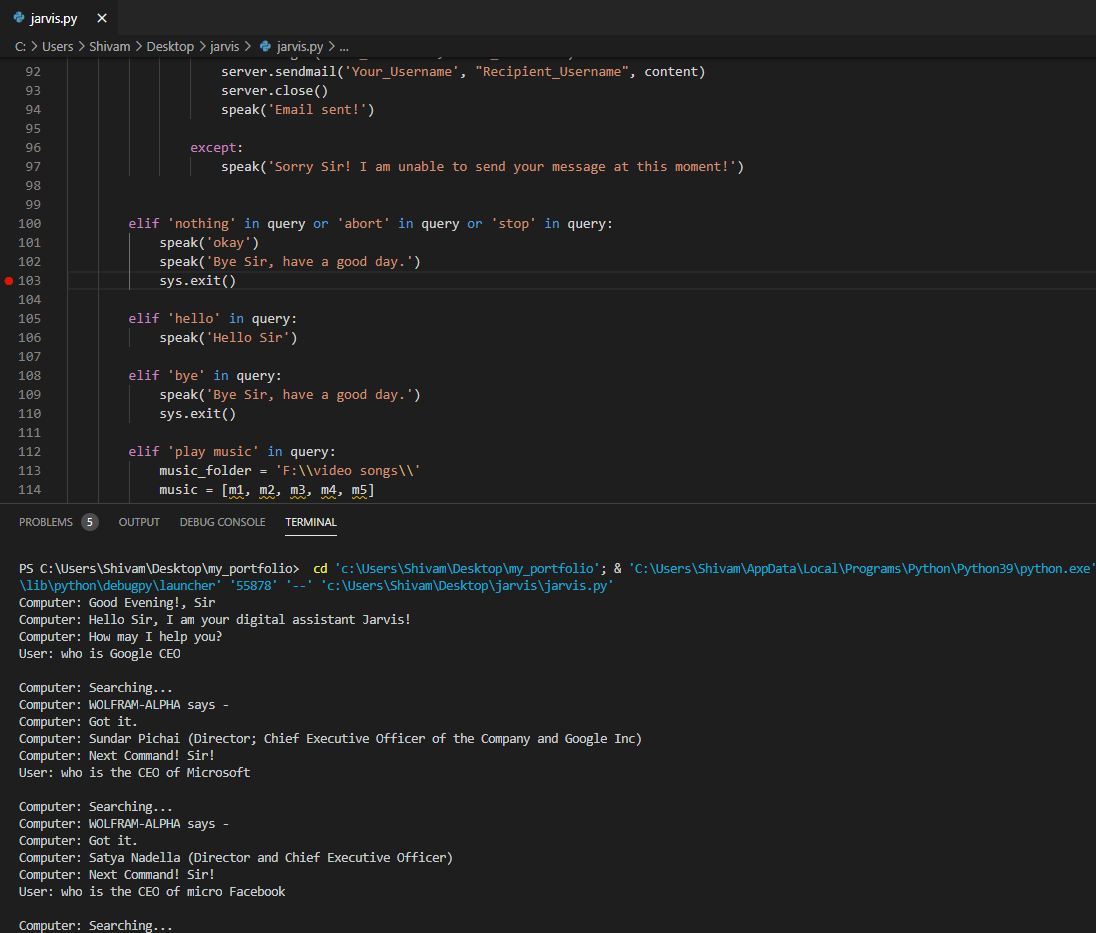 jarvis.py ×
C: > Users > Shivam > Desktop > jarvis > jarvis.py > ...
92 server.sendmail('Your_Username', "Recipient_Username", content)
93 server.close()
94 speak('Email sent!')
95
96 except:
97 speak('Sorry Sir! I am unable to send your message at this moment!')
98
99
100 elif 'nothing' in query or 'abort' in query or 'stop' in query:
101 speak('okay')
102 speak('Bye Sir, have a good day.')
103 sys.exit()
104
105 elif 'hello' in query:
106 speak('Hello Sir')
107
108 elif 'bye' in query:
109 speak('Bye Sir, have a good day.')
110 sys.exit()
111
112 elif 'play music' in query:
113 music_folder = 'F:\\video songs\\'
114 music = [m1, m2, m3, m4, m5]
PROBLEMS 5 OUTPUT DEBUG CONSOLE TERMINAL
PS C:\Users\Shivam\Desktop\my_portfolio> cd 'c:\Users\Shivam\Desktop\my_portfolio'; & 'C:\Users\Shivam\AppData\Local\Programs\Python\Python39\python.exe'
\lib\python\debugpy\launcher' '55878' '--' 'c:\Users\Shivam\Desktop\jarvis\jarvis.py'
Computer: Good Evening!, Sir
Computer: Hello Sir, I am your digital assistant Jarvis!
Computer: How may I help you?
User: who is Google CEO
Computer: Searching...
Computer: WOLFRAM-ALPHA says -
Computer: Got it.
Computer: Sundar Pichai (Director; Chief Executive Officer of the Company and Google Inc)
Computer: Next Command! Sir!
User: who is the CEO of Microsoft
Computer: Searching...
Computer: WOLFRAM-ALPHA says -
Computer: Got it.
Computer: Satya Nadella (Director and Chief Executive Officer)
Computer: Next Command! Sir!
User: who is the CEO of micro Facebook
Computer: Searching...